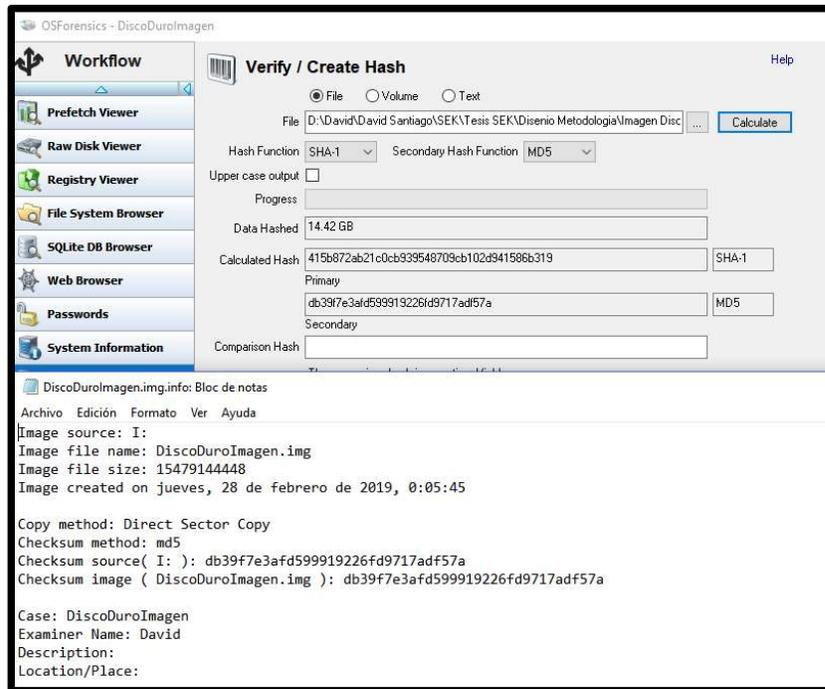 OSForensics - DiscoDuroImagen
Workflow
Prefetch Viewer
Raw Disk Viewer
Registry Viewer
File System Browser
SQLite DB Browser
Web Browser
Passwords
System Information
Verify / Create Hash
Help
File Volume Text
File D:\David\David Santiago\SEK\Tesis SEK\Disenio Metodologia\Imagen Disc ... Calculate
Hash Function SHA-1 Secondary Hash Function MD5
Upper case output
Progress
Data Hashed 14.42 GB
Calculated Hash 415b872ab21c0cb939548709cb102d941586b319 SHA-1
Primary
db39f7e3afd599919226fd9717adf57a MD5
Secondary
Comparison Hash
DiscoDuroImagen.img.info: Bloc de notas
Archivo Edición Formato Ver Ayuda
Image source: I:
Image file name: DiscoDuroImagen.img
Image file size: 15479144448
Image created on jueves, 28 de febrero de 2019, 0:05:45
Copy method: Direct Sector Copy
Checksum method: md5
Checksum source( I: ): db39f7e3afd599919226fd9717adf57a
Checksum image ( DiscoDuroImagen.img ): db39f7e3afd599919226fd9717adf57a
Case: DiscoDuroImagen
Examiner Name: David
Description:
Location/Place: